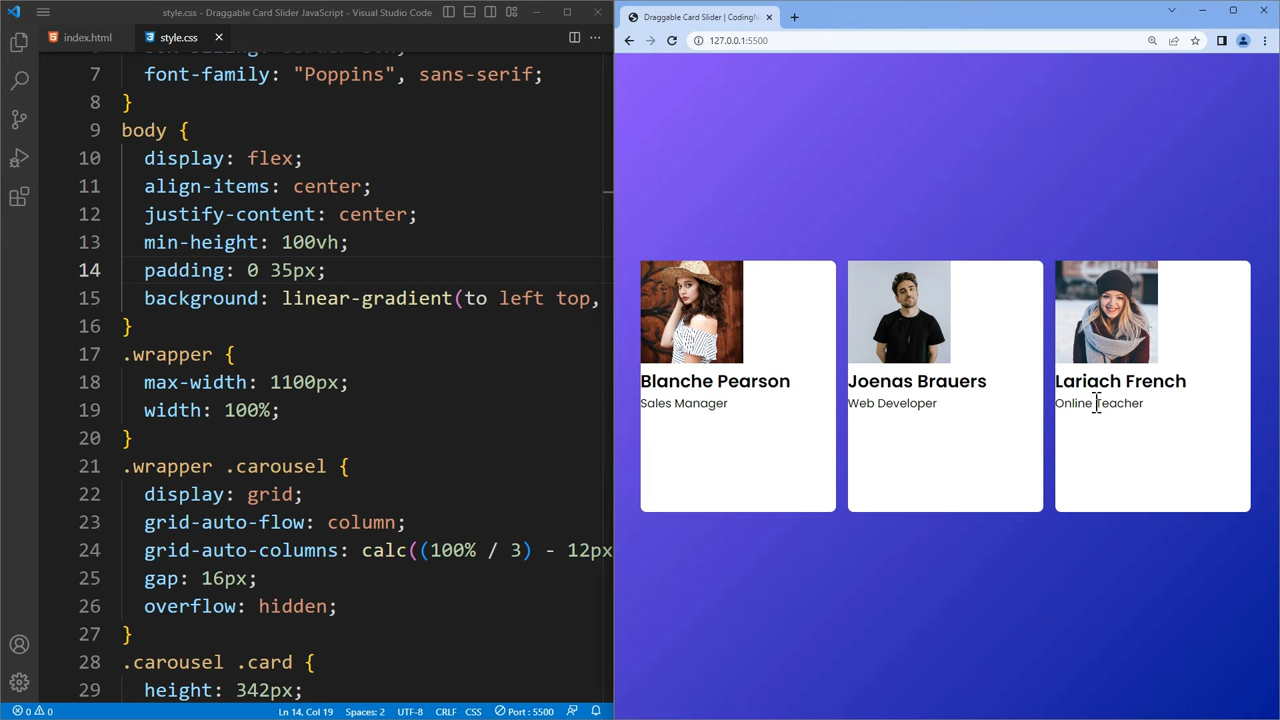 style.css - Draggable Card Slider JavaScript - Visual Studio Code
index.html
style.css
7 font-family: "Poppins", sans-serif;
8 }
9 body {
10 display: flex;
11 align-items: center;
12 justify-content: center;
13 min-height: 100vh;
14 padding: 0 35px;
15 background: linear-gradient(to left top,
16 }
17 .wrapper {
18 max-width: 1100px;
19 width: 100%;
20 }
21 .wrapper .carousel {
22 display: grid;
23 grid-auto-flow: column;
24 grid-auto-columns: calc((100% / 3) - 12px
25 gap: 16px;
26 overflow: hidden;
27 }
28 .carousel .card {
29 height: 342px;
0 0 Ln 14, Col 19 Spaces: 2 UTF-8 CRLF CSS Port : 5500
Draggable Card Slider | CodingN
127.0.0.1:5500
Blanche Pearson
Sales Manager
Joenas Brauers
Web Developer
Lariach French
Online Teacher